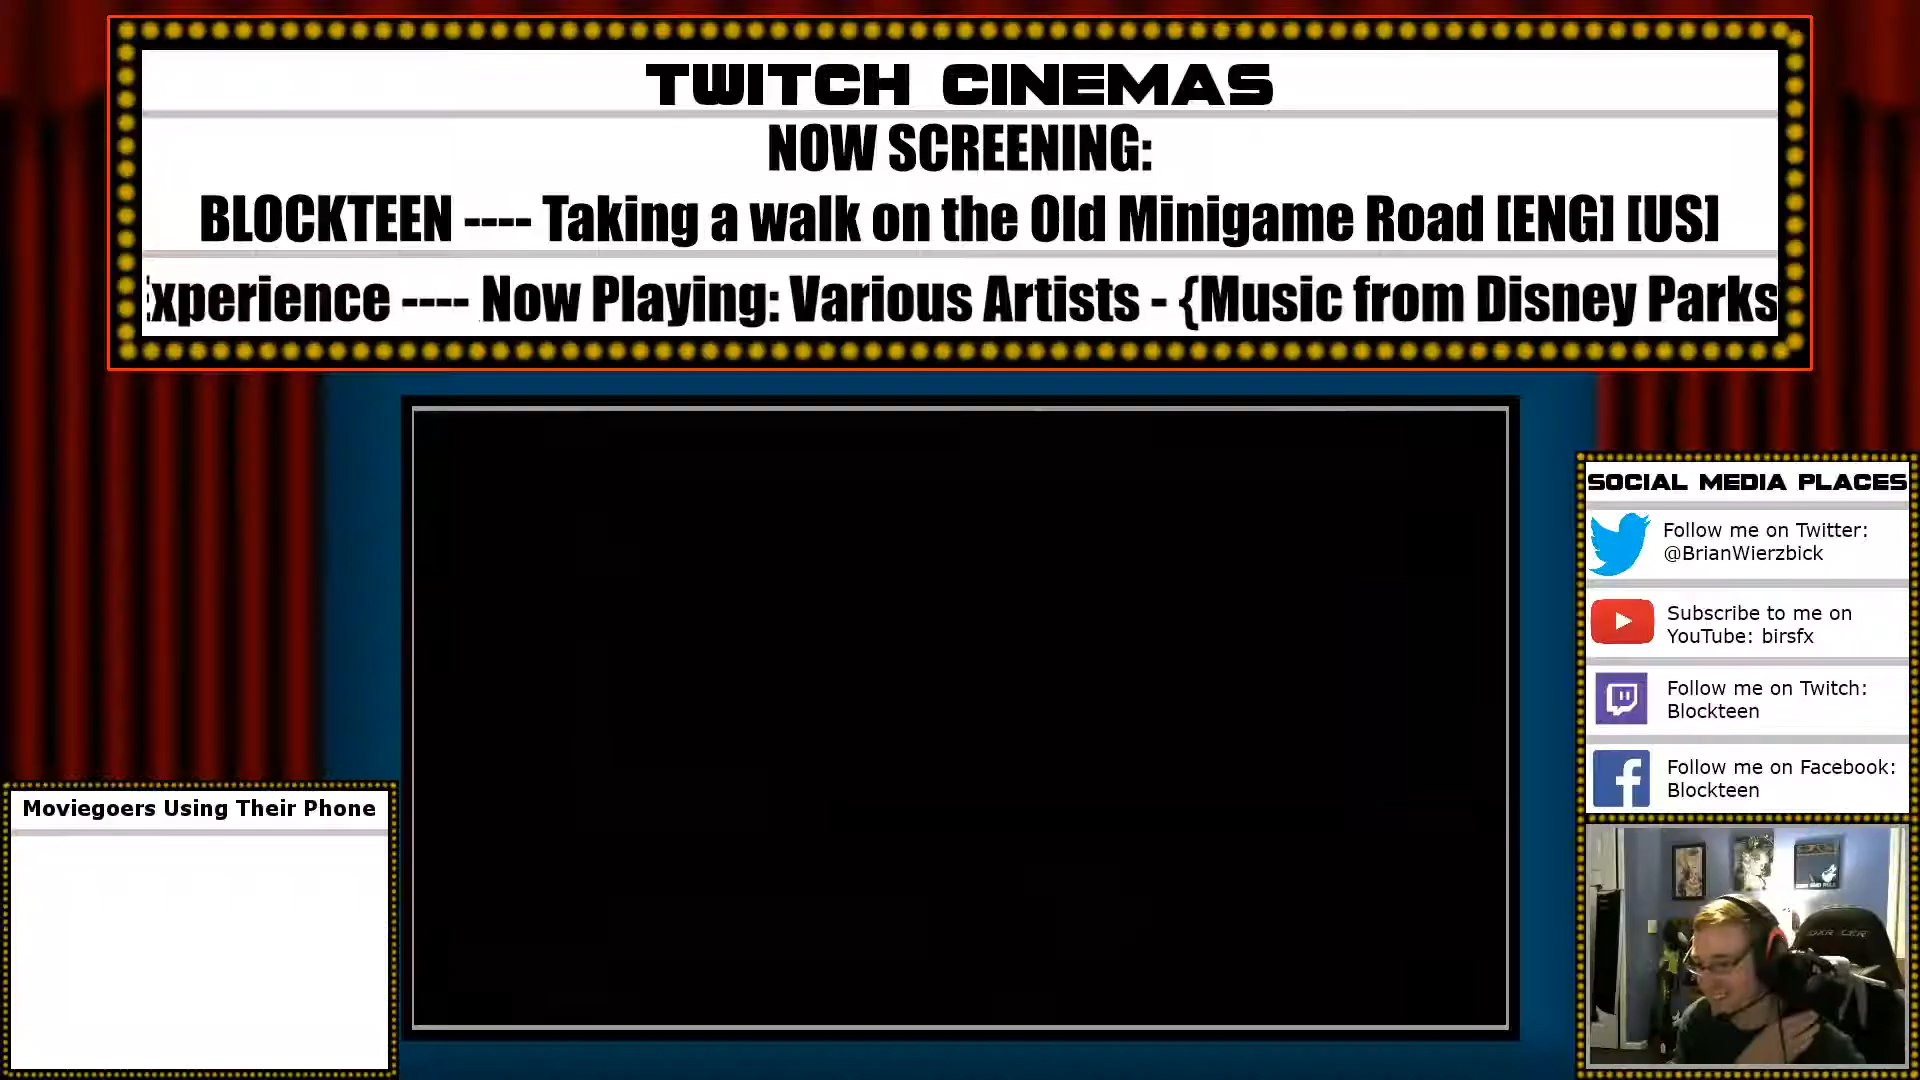 TWITCH CINEMAS
NOW SCREENING:
BLOCKTEEN ---- Taking a walk on the Old Minigame Road [ENG] [US]
xperience ---- Now Playing: Various Artists - {Music from Disney Parks
SOCIAL MEDIA PLACES
Follow me on Twitter:
@BrianWierzbick
Subscribe to me on
YouTube: birsfx
Follow me on Twitch:
Blockteen
Follow me on Facebook:
Blockteen
Moviegoers Using Their Phone